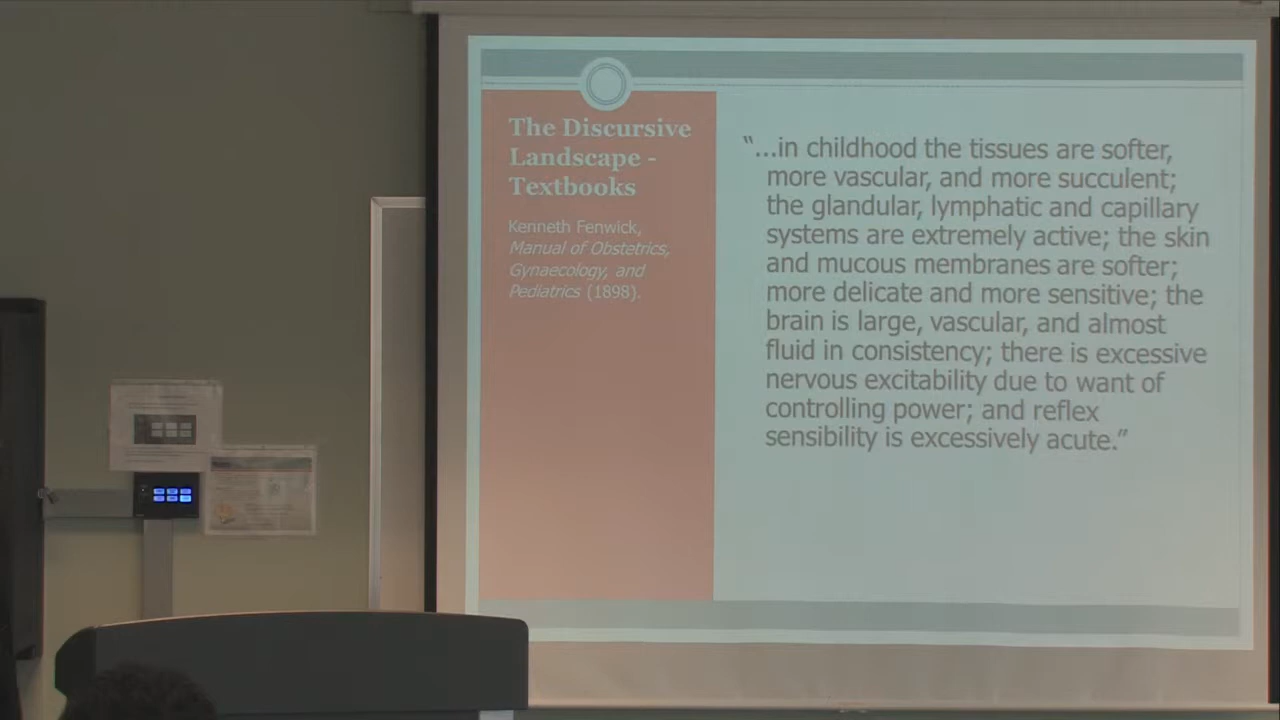 The Discursive
Landscape -
Textbooks
Kenneth Fenwick,
Manual of Obstetrics,
Gynaecology, and
Pediatrics (1898).
“...in childhood the tissues are softer,
more vascular, and more succulent;
the glandular, lymphatic and capillary
systems are extremely active; the skin
and mucous membranes are softer;
more delicate and more sensitive; the
brain is large, vascular, and almost
fluid in consistency; there is excessive
nervous excitability due to want of
controlling power; and reflex
sensibility is excessively acute.”